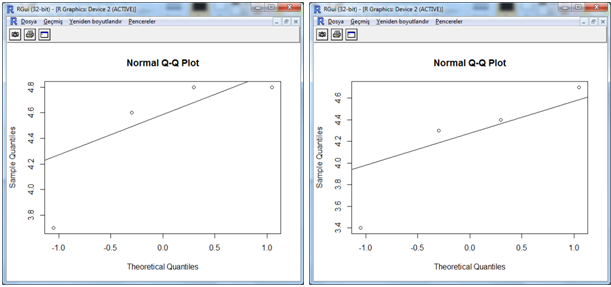 RGui (32-bit) - [R Graphics: Device 2 (ACTIVE)]
Dosya Geçmiş Yeniden boyutlandır Pencereler
Normal Q-Q Plot
Sample Quantiles
4.8
4.6
4.4
4.2
4.0
3.8
-1.0 -0.5 0.0 0.5 1.0
Theoretical Quantiles
RGui (32-bit) - [R Graphics: Device 2 (ACTIVE)]
Dosya Geçmiş Yeniden boyutlandır Pencereler
Normal Q-Q Plot
Sample Quantiles
4.6
4.4
4.2
4.0
3.8
3.6
3.4
-1.0 -0.5 0.0 0.5 1.0
Theoretical Quantiles